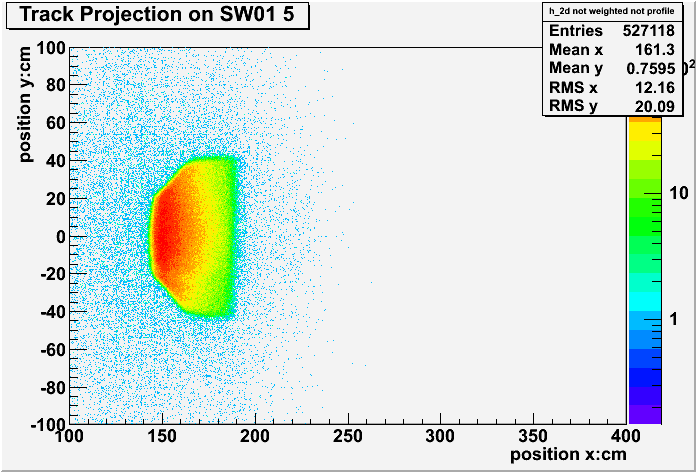 Track Projection on SW01 5
h_2d not weighted not profile
Entries 527118
Mean x 161.3
Mean y 0.7595
RMS x 12.16
RMS y 20.09
position y:cm
100
80
60
40
20
0
-20
-40
-60
-80
-100
100 150 200 250 300 350 400
position x:cm
10
1